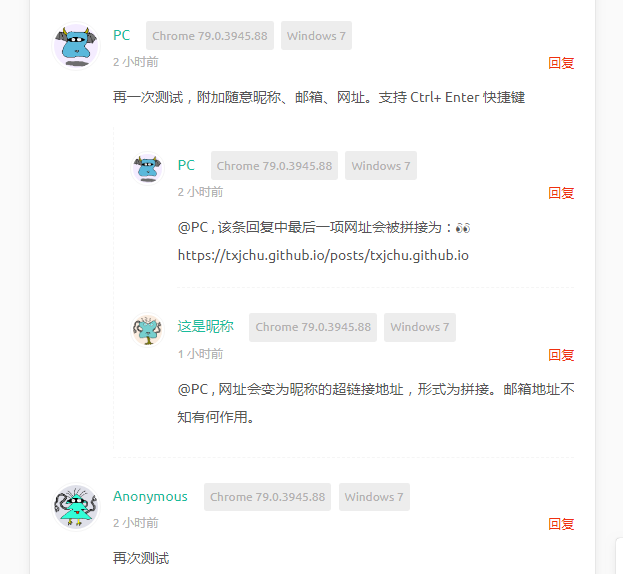 PC Chrome 79.0.3945.88 Windows 7
2 小时前 回复
再一次测试，附加随意昵称、邮箱、网址。支持 Ctrl+ Enter 快捷键
PC Chrome 79.0.3945.88 Windows 7
2 小时前 回复
@PC , 该条回复中最后一项网址会被拼接为：👀
https://txjchu.github.io/posts/txjchu.github.io
这是昵称 Chrome 79.0.3945.88 Windows 7
1 小时前 回复
@PC , 网址会变为昵称的超链接地址，形式为拼接。邮箱地址不
知有何作用。
Anonymous Chrome 79.0.3945.88 Windows 7
2 小时前 回复
再次测试